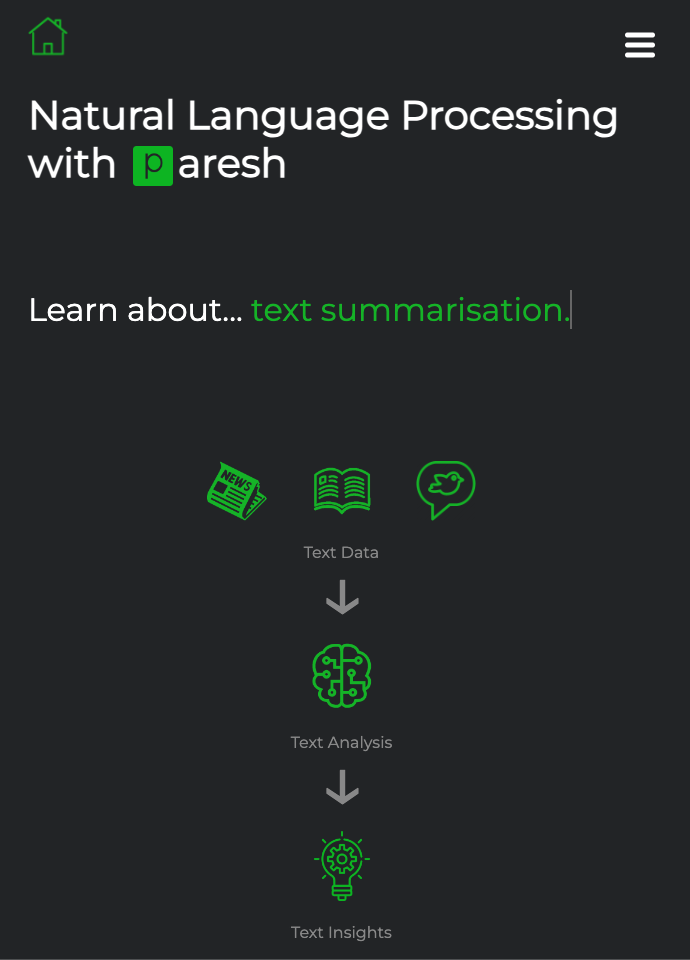 Natural Language Processing
with paresh
Learn about... text summarisation.
NEWS
Text Data
Text Analysis
Text Insights